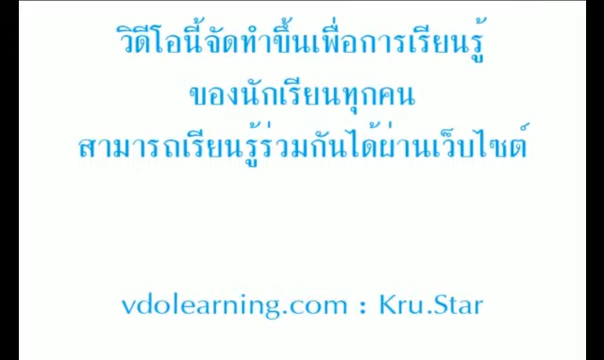 วิดีโอนี้จัดทำขึ้นเพื่อการเรียนรู้
ของนักเรียนทุกคน
สามารถเรียนรู้ร่วมกันได้ผ่านเว็บไซต์
vdolearning.com : Kru.Star